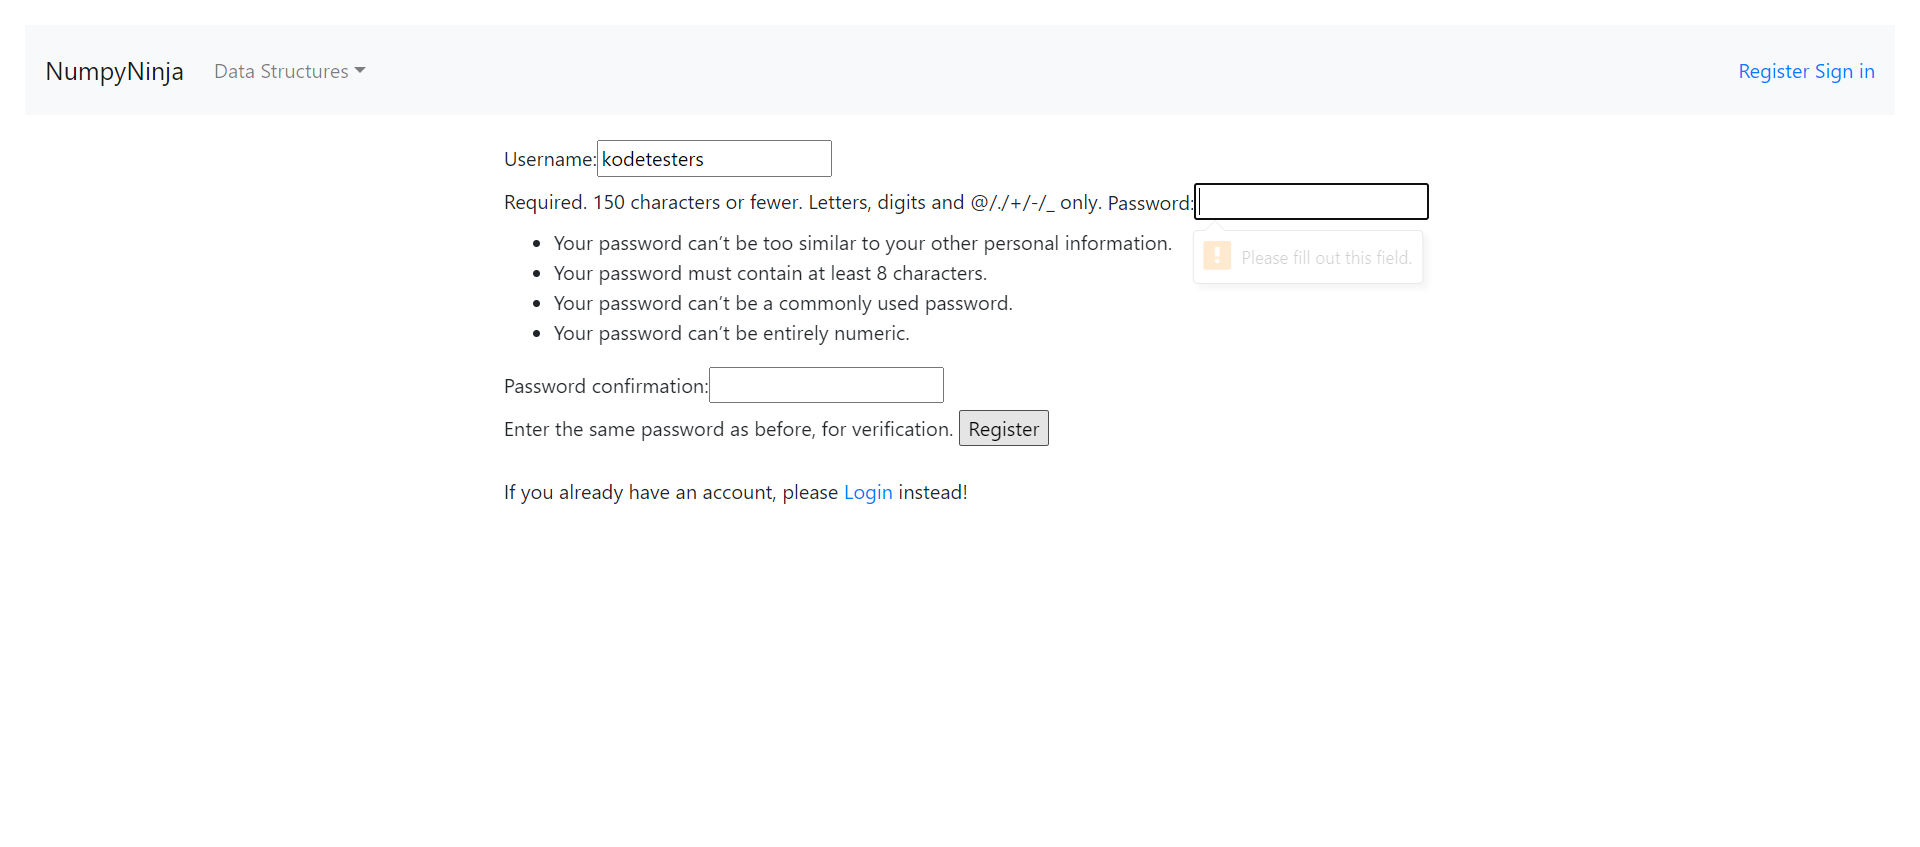 NumpyNinja Data Structures Register Sign in
Username: kodetesters
Required. 150 characters or fewer. Letters, digits and @/./+/-/_ only. Password:
Your password can’t be too similar to your other personal information.
Please fill out this field.
Your password must contain at least 8 characters.
Your password can’t be a commonly used password.
Your password can’t be entirely numeric.
Password confirmation:
Enter the same password as before, for verification. Register
If you already have an account, please Login instead!